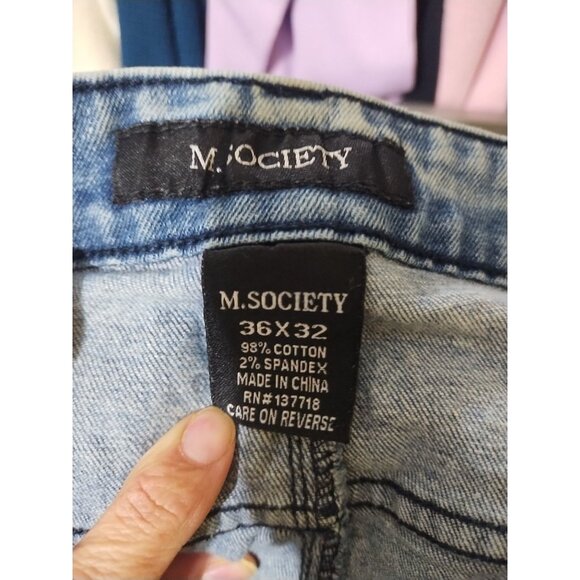 M.SOCIETY
M.SOCIETY
36X32
98% COTTON
2% SPANDEX
MADE IN CHINA
RN#137718
CARE ON REVERSE